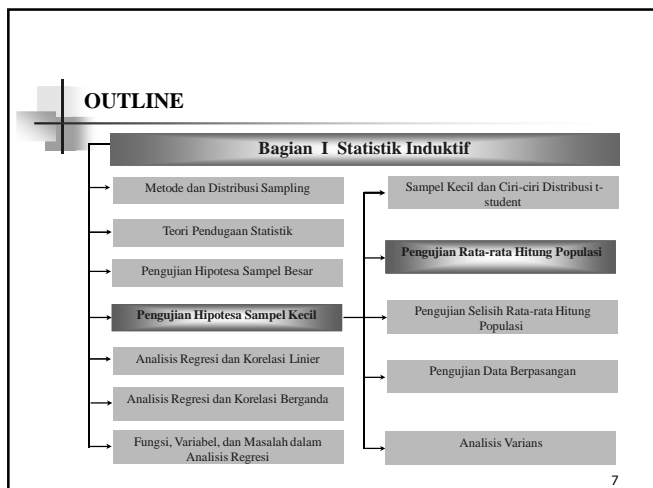 OUTLINE
Bagian I Statistik Induktif
Metode dan Distribusi Sampling
Teori Pendugaan Statistik
Pengujian Hipotesa Sampel Besar
Pengujian Hipotesa Sampel Kecil
Analisis Regresi dan Korelasi Linier
Analisis Regresi dan Korelasi Berganda
Fungsi, Variabel, dan Masalah dalam
Analisis Regresi
Sampel Kecil dan Ciri-ciri Distribusi t-
student
Pengujian Rata-rata Hitung Populasi
Pengujian Selisih Rata-rata Hitung
Populasi
Pengujian Data Berpasangan
Analisis Varians
7